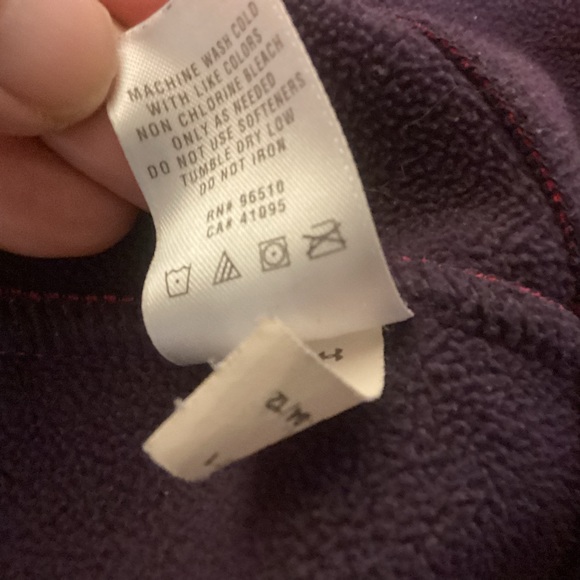 MACHINE WASH COLD
WITH LIKE COLORS
NON CHLORINE BLEACH
ONLY AS NEEDED
DO NOT USE SOFTENERS
TUMBLE DRY LOW
DO NOT IRON
RN# 96510
CA# 41095